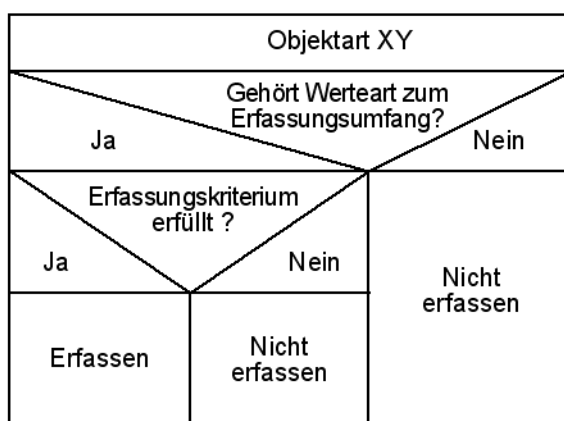 Objektart XY
Gehört Werteart zum
Erfassungsumfang?
Ja
Nein
Erfassungskriterium
erfüllt ?
Ja
Nein
Nicht
erfassen
Erfassen
Nicht
erfassen